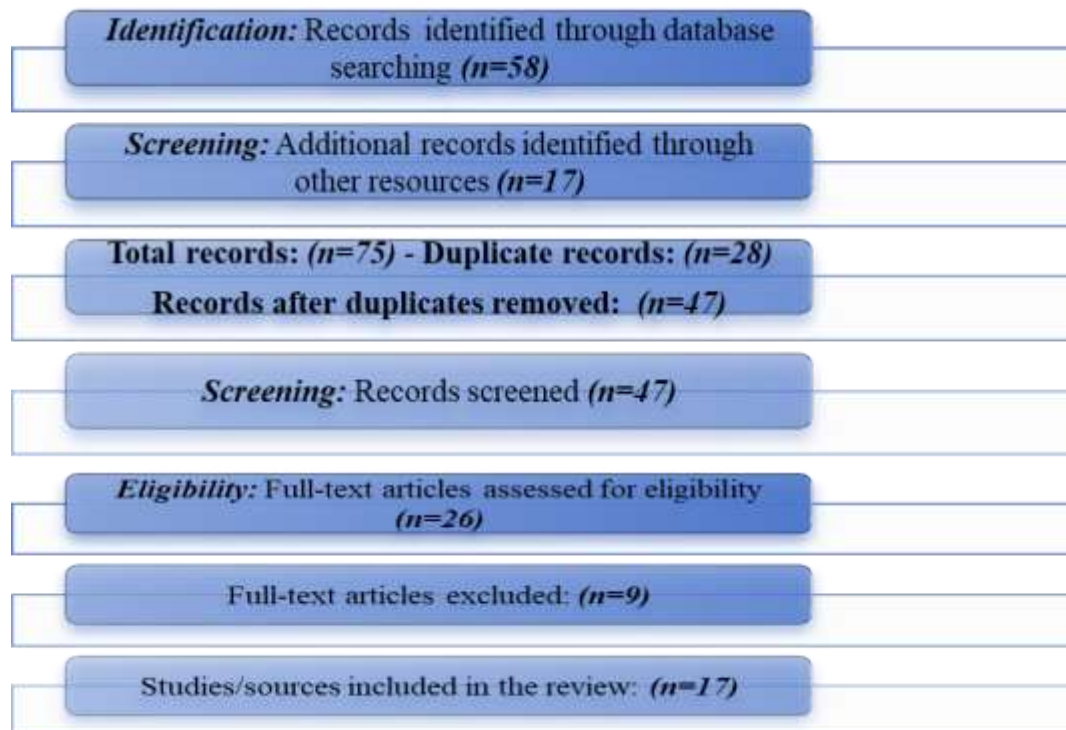 Identification: Records identified through database
searching (n=58)
Screening: Additional records identified through
other resources (n=17)
Total records: (n=75) - Duplicate records: (n=28)
Records after duplicates removed: (n=47)
Screening: Records screened (n=47)
Eligibility: Full-text articles assessed for eligibility
(n=26)
Full-text articles excluded: (n=9)
Studies/sources included in the review: (n=17)